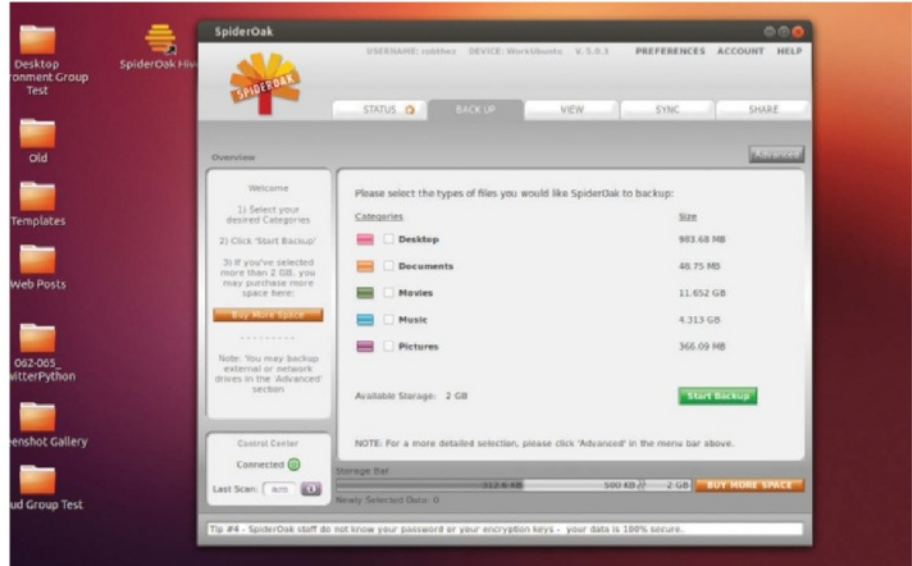 Desktop
ronment Group
Test
Old
Templates
Web Posts
062-065_
witterPython
eenshot Gallery
ud Group Test
SpiderOak Hiv
SpiderOak
USERNAME: robthez DEVICE: WorkUbuntu V. 5.0.3 PREFERENCES ACCOUNT HELP
SPIDEROAK
STATUS BACK UP VIEW SYNC SHARE
Overview
Advanced
Welcome
1) Select your
desired Categories
2) Click 'Start Backup'
3) If you've selected
more than 2 GB, you
may purchase more
space here:
Buy More Space
- - - - - - - - -
Note: You may backup
external or network
drives in the 'Advanced'
section
Please select the types of files you would like SpiderOak to backup:
Categories Size
Desktop 983.68 MB
Documents 48.75 MB
Movies 11.652 GB
Music 4.313 GB
Pictures 366.09 MB
Available Storage: 2 GB
Start Backup
NOTE: For a more detailed selection, please click 'Advanced' in the menu bar above.
Control Center
Connected
Last Scan:
Storage Bar
312.6 KB 500 KB 2 GB BUY MORE SPACE
Newly Selected Data: 0
Tip #4 - SpiderOak staff do not know your password or your encryption keys - your data is 100% secure.